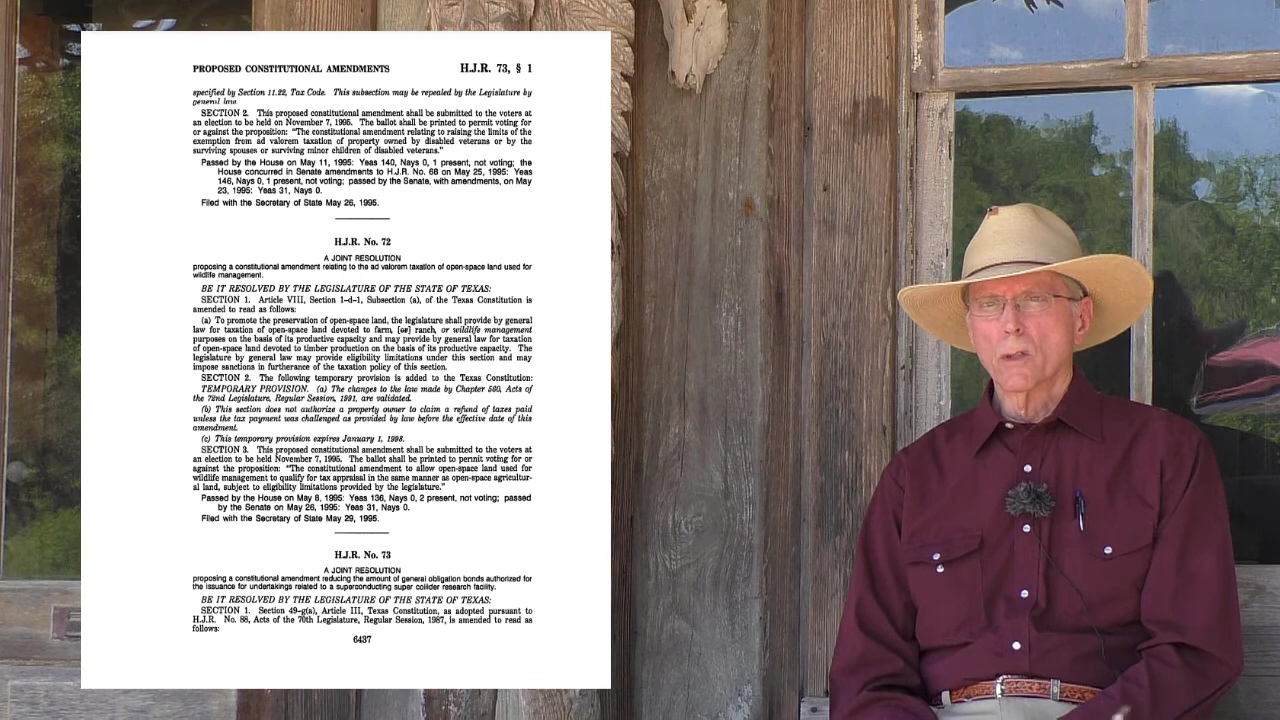 PROPOSED CONSTITUTIONAL AMENDMENTS H.J.R. 73, § 1
specified by Section 11.22, Tax Code. This subsection may be repealed by the Legislature by
general law.
SECTION 2. This proposed constitutional amendment shall be submitted to the voters at
an election to be held on November 7, 1995. The ballot shall be printed to permit voting for
or against the proposition: "The constitutional amendment relating to raising the limits of the
exemption from ad valorem taxation of property owned by disabled veterans or by the
surviving spouses or surviving minor children of disabled veterans."
Passed by the House on May 11, 1995: Yeas 140, Nays 0, 1 present, not voting; the
House concurred in Senate amendments to H.J.R. No. 68 on May 25, 1995: Yeas
146, Nays 0, 1 present, not voting; passed by the Senate, with amendments, on May
23, 1995: Yeas 31, Nays 0.
Filed with the Secretary of State May 26, 1995.
H.J.R. No. 72
A JOINT RESOLUTION
proposing a constitutional amendment relating to the ad valorem taxation of open-space land used for
wildlife management.
BE IT RESOLVED BY THE LEGISLATURE OF THE STATE OF TEXAS:
SECTION 1. Article VIII, Section 1-d-1, Subsection (a), of the Texas Constitution is
amended to read as follows:
(a) To promote the preservation of open-space land, the legislature shall provide by general
law for taxation of open-space land devoted to farm, [or] ranch, or wildlife management
purposes on the basis of its productive capacity and may provide by general law for taxation
of open-space land devoted to timber production on the basis of its productive capacity. The
legislature by general law may provide eligibility limitations under this section and may
impose sanctions in furtherance of the taxation policy of this section.
SECTION 2. The following temporary provision is added to the Texas Constitution:
TEMPORARY PROVISION. (a) The changes to the law made by Chapter 560, Acts of
the 72nd Legislature, Regular Session, 1991, are validated.
(b) This section does not authorize a property owner to claim a refund of taxes paid
unless the tax payment was challenged as provided by law before the effective date of this
amendment.
(c) This temporary provision expires January 1, 1998.
SECTION 3. This proposed constitutional amendment shall be submitted to the voters at
an election to be held November 7, 1995. The ballot shall be printed to permit voting for or
against the proposition: "The constitutional amendment to allow open-space land used for
wildlife management to qualify for tax appraisal in the same manner as open-space agricultur-
al land, subject to eligibility limitations provided by the legislature."
Passed by the House on May 8, 1995: Yeas 136, Nays 0, 2 present, not voting; passed
by the Senate on May 26, 1995: Yeas 31, Nays 0.
Filed with the Secretary of State May 29, 1995.
H.J.R. No. 73
A JOINT RESOLUTION
proposing a constitutional amendment reducing the amount of general obligation bonds authorized for
the issuance for undertakings related to a superconducting super collider research facility.
BE IT RESOLVED BY THE LEGISLATURE OF THE STATE OF TEXAS:
SECTION 1. Section 49-g(a), Article III, Texas Constitution, as adopted pursuant to
H.J.R. No. 88, Acts of the 70th Legislature, Regular Session, 1987, is amended to read as
follows:
6437